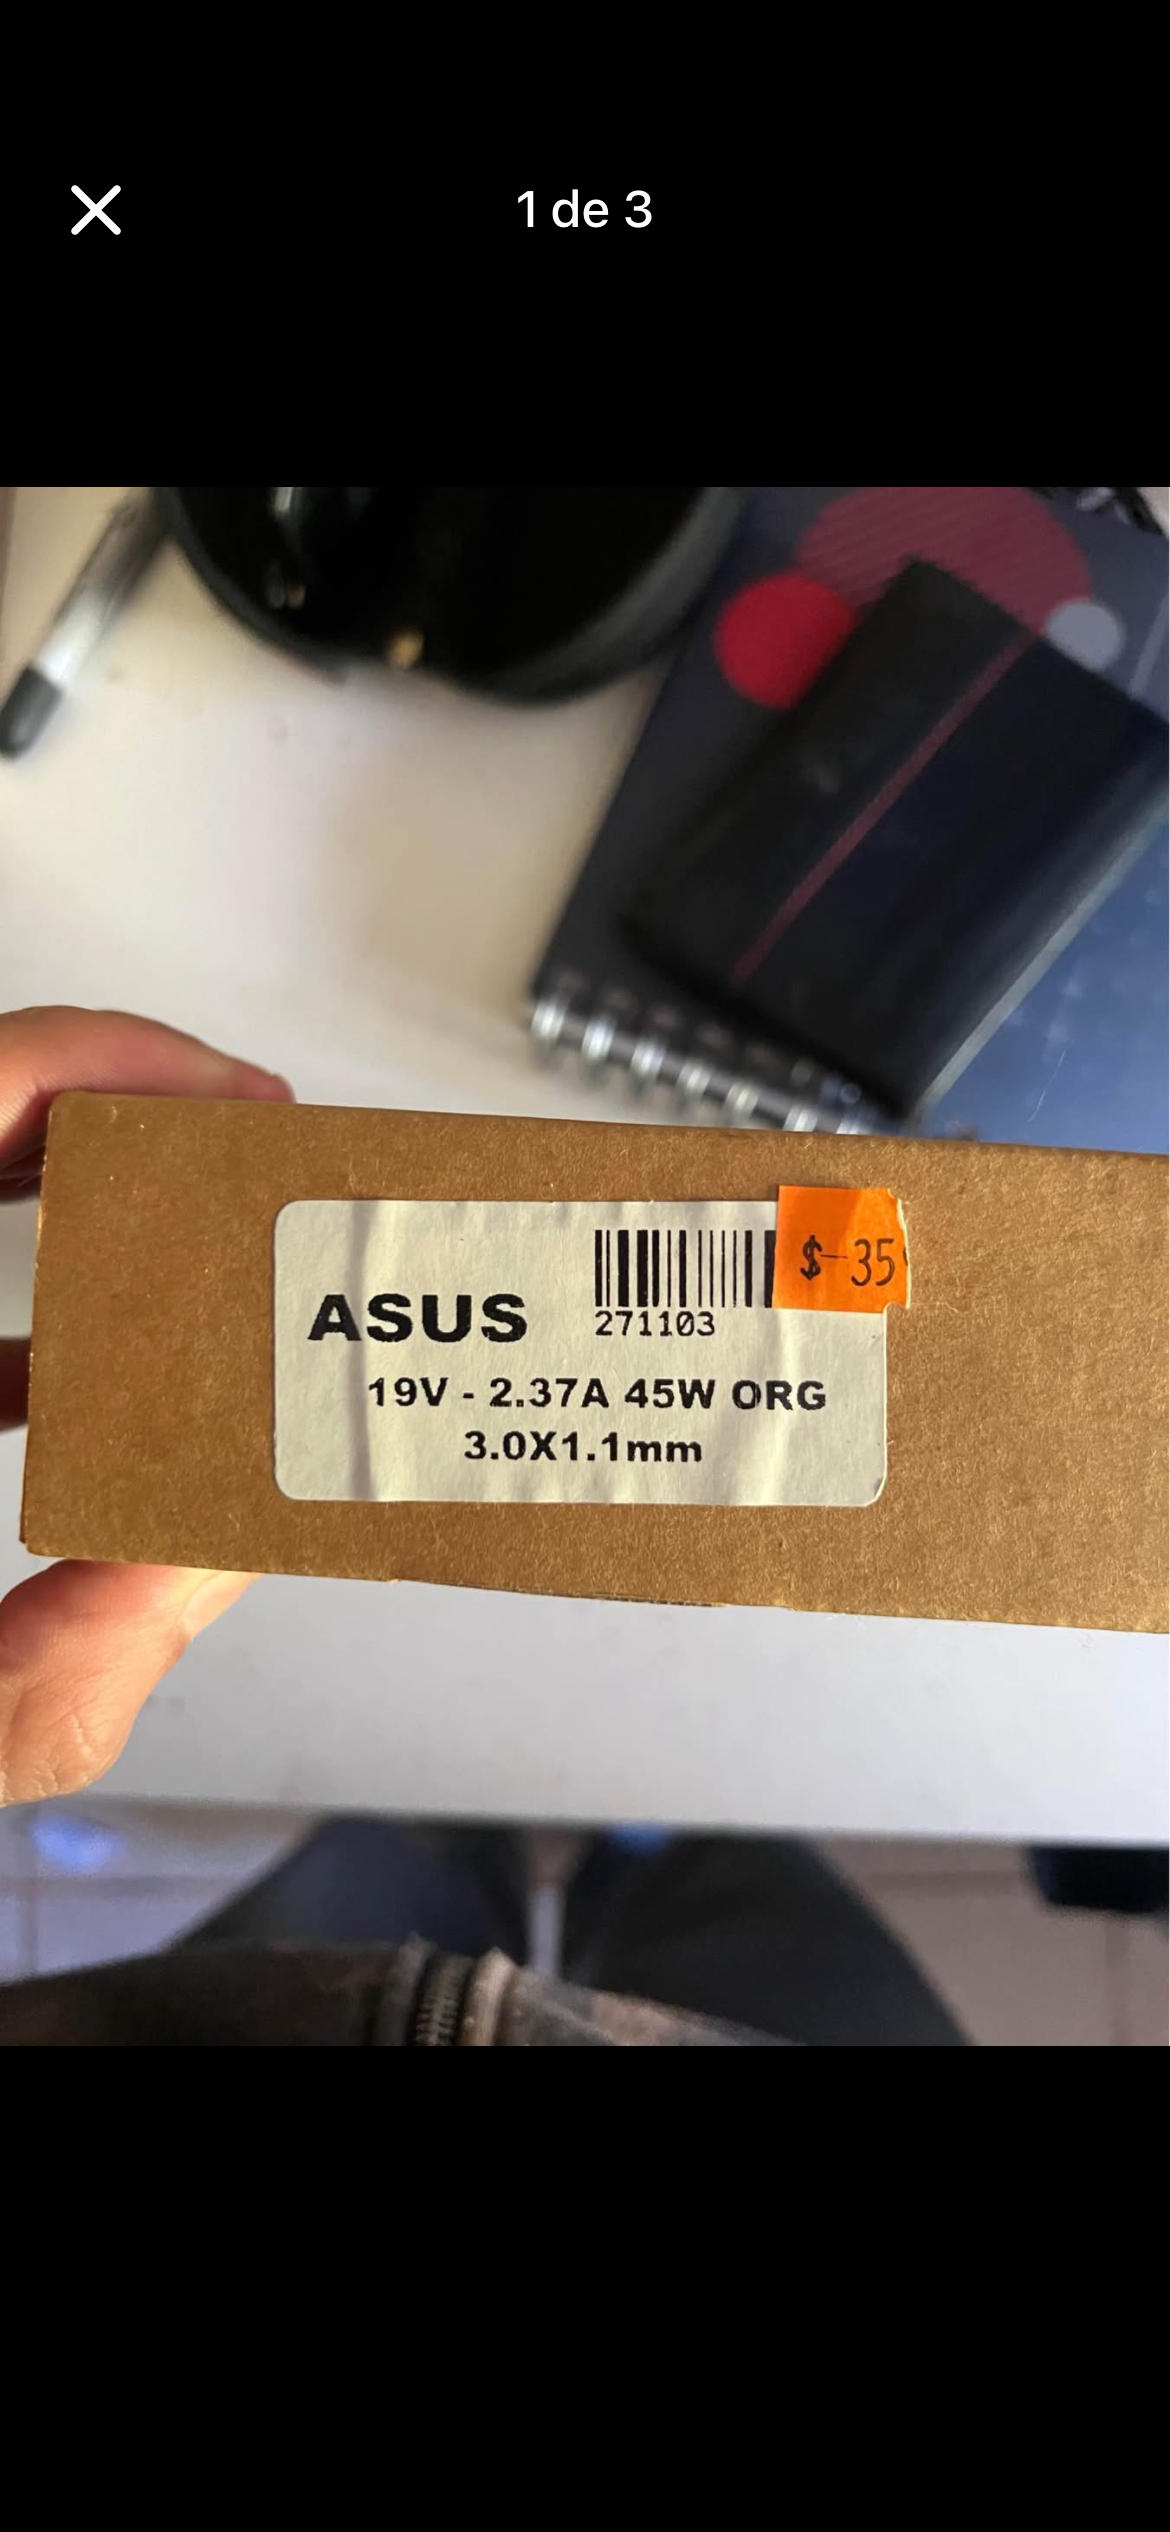 1 de 3
$-35
271103
ASUS
19V - 2.37A 45W ORG
3.0X1.1mm